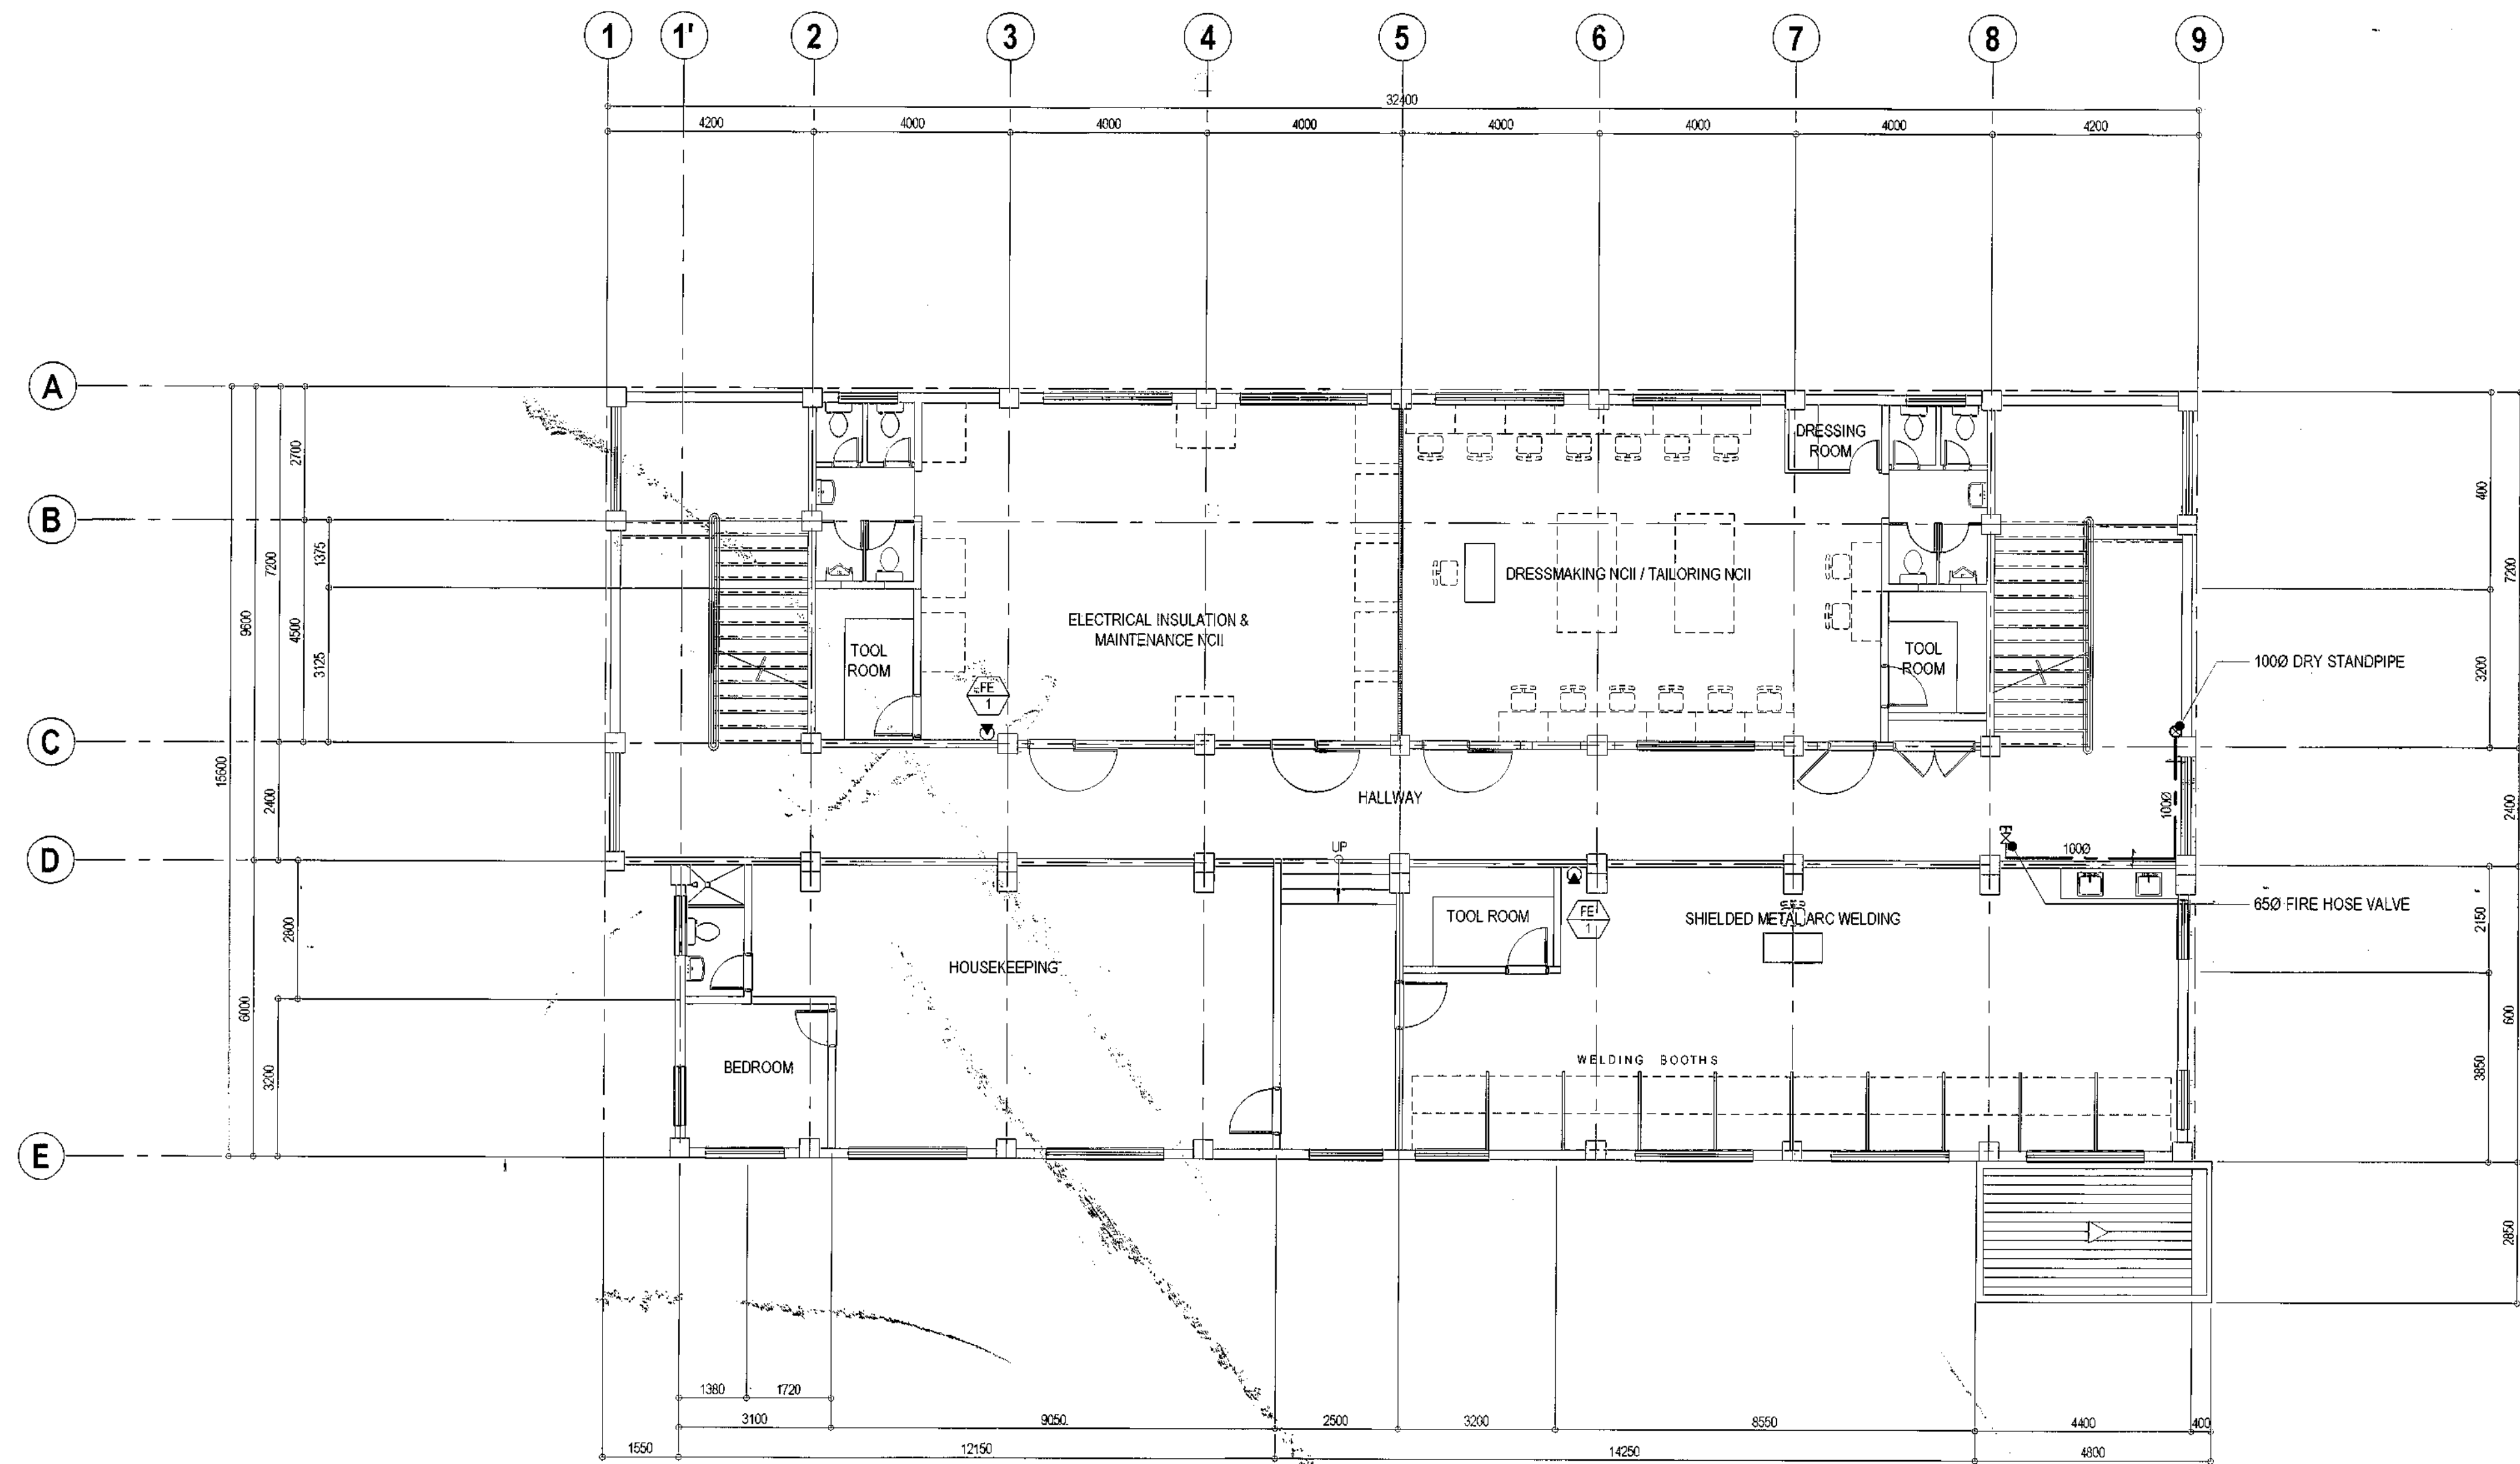 1 1' 2 3 4 5 6 7 8 9
32400
4200 4000 4000 4000 4000 4000 4000 4200
A
B
C
D
E
15600
9600
6000
7200
2400
2700
4500
1375
3125
2800
3200
400
7200
3200
2400
2150
600
3850
2850
DRESSING
ROOM
ELECTRICAL INSULATION &
MAINTENANCE NCII
DRESSMAKING NCII / TAILORING NCII
TOOL
ROOM
TOOL
ROOM
FE
1
100Ø DRY STANDPIPE
HALLWAY
100Ø
100Ø
UP
TOOL ROOM
FE
1
SHIELDED METAL ARC WELDING
65Ø FIRE HOSE VALVE
HOUSEKEEPING
BEDROOM
WELDING BOOTHS
1380 1720
3100 9050 2500 3200 8550 4400 400
1550 12150 14250 4800